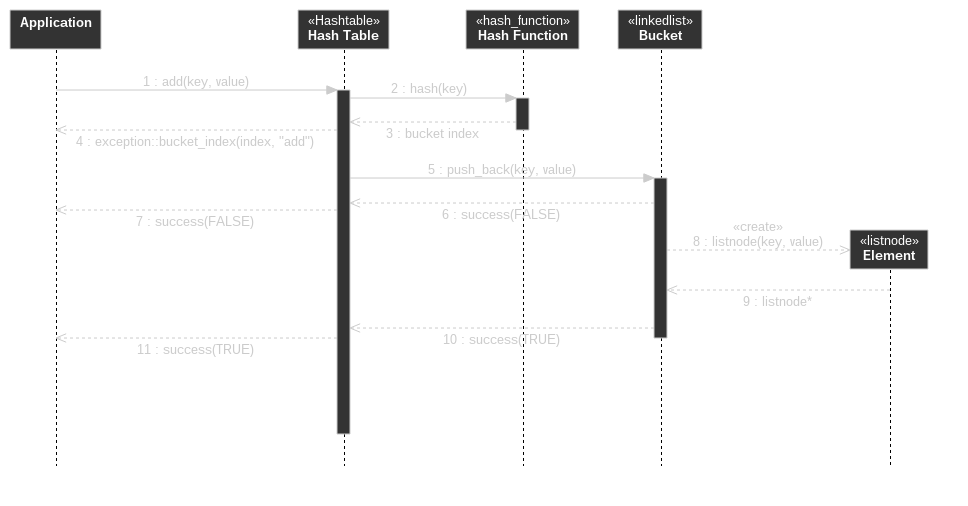 Application
«Hashtable»
Hash Table
«hash_function»
Hash Function
«linkedlist»
Bucket
1 : add(key, value)
2 : hash(key)
3 : bucket index
4 : exception::bucket_index(index, "add")
5 : push_back(key, value)
6 : success(FALSE)
7 : success(FALSE)
«create»
8 : listnode(key, value)
«listnode»
Element
9 : listnode*
10 : success(TRUE)
11 : success(TRUE)